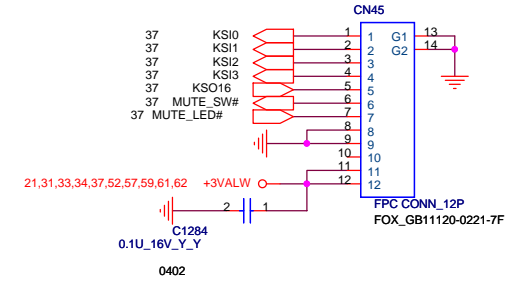 CN45
37 KSI0 1 1 G1 13
37 KSI1 2 2 G2 14
37 KSI2 3 3
37 KSI3 4 4
37 KSO16 5 5
37 MUTE_SW# 6 6
37 MUTE_LED# 7 7
8 8
9 9
10 10
11 11
21,31,33,34,37,52,57,59,61,62 +3VALW 12 12
FPC CONN_12P
2 1
FOX_GB11120-0221-7F
C1284
0.1U_16V_Y_Y
0402